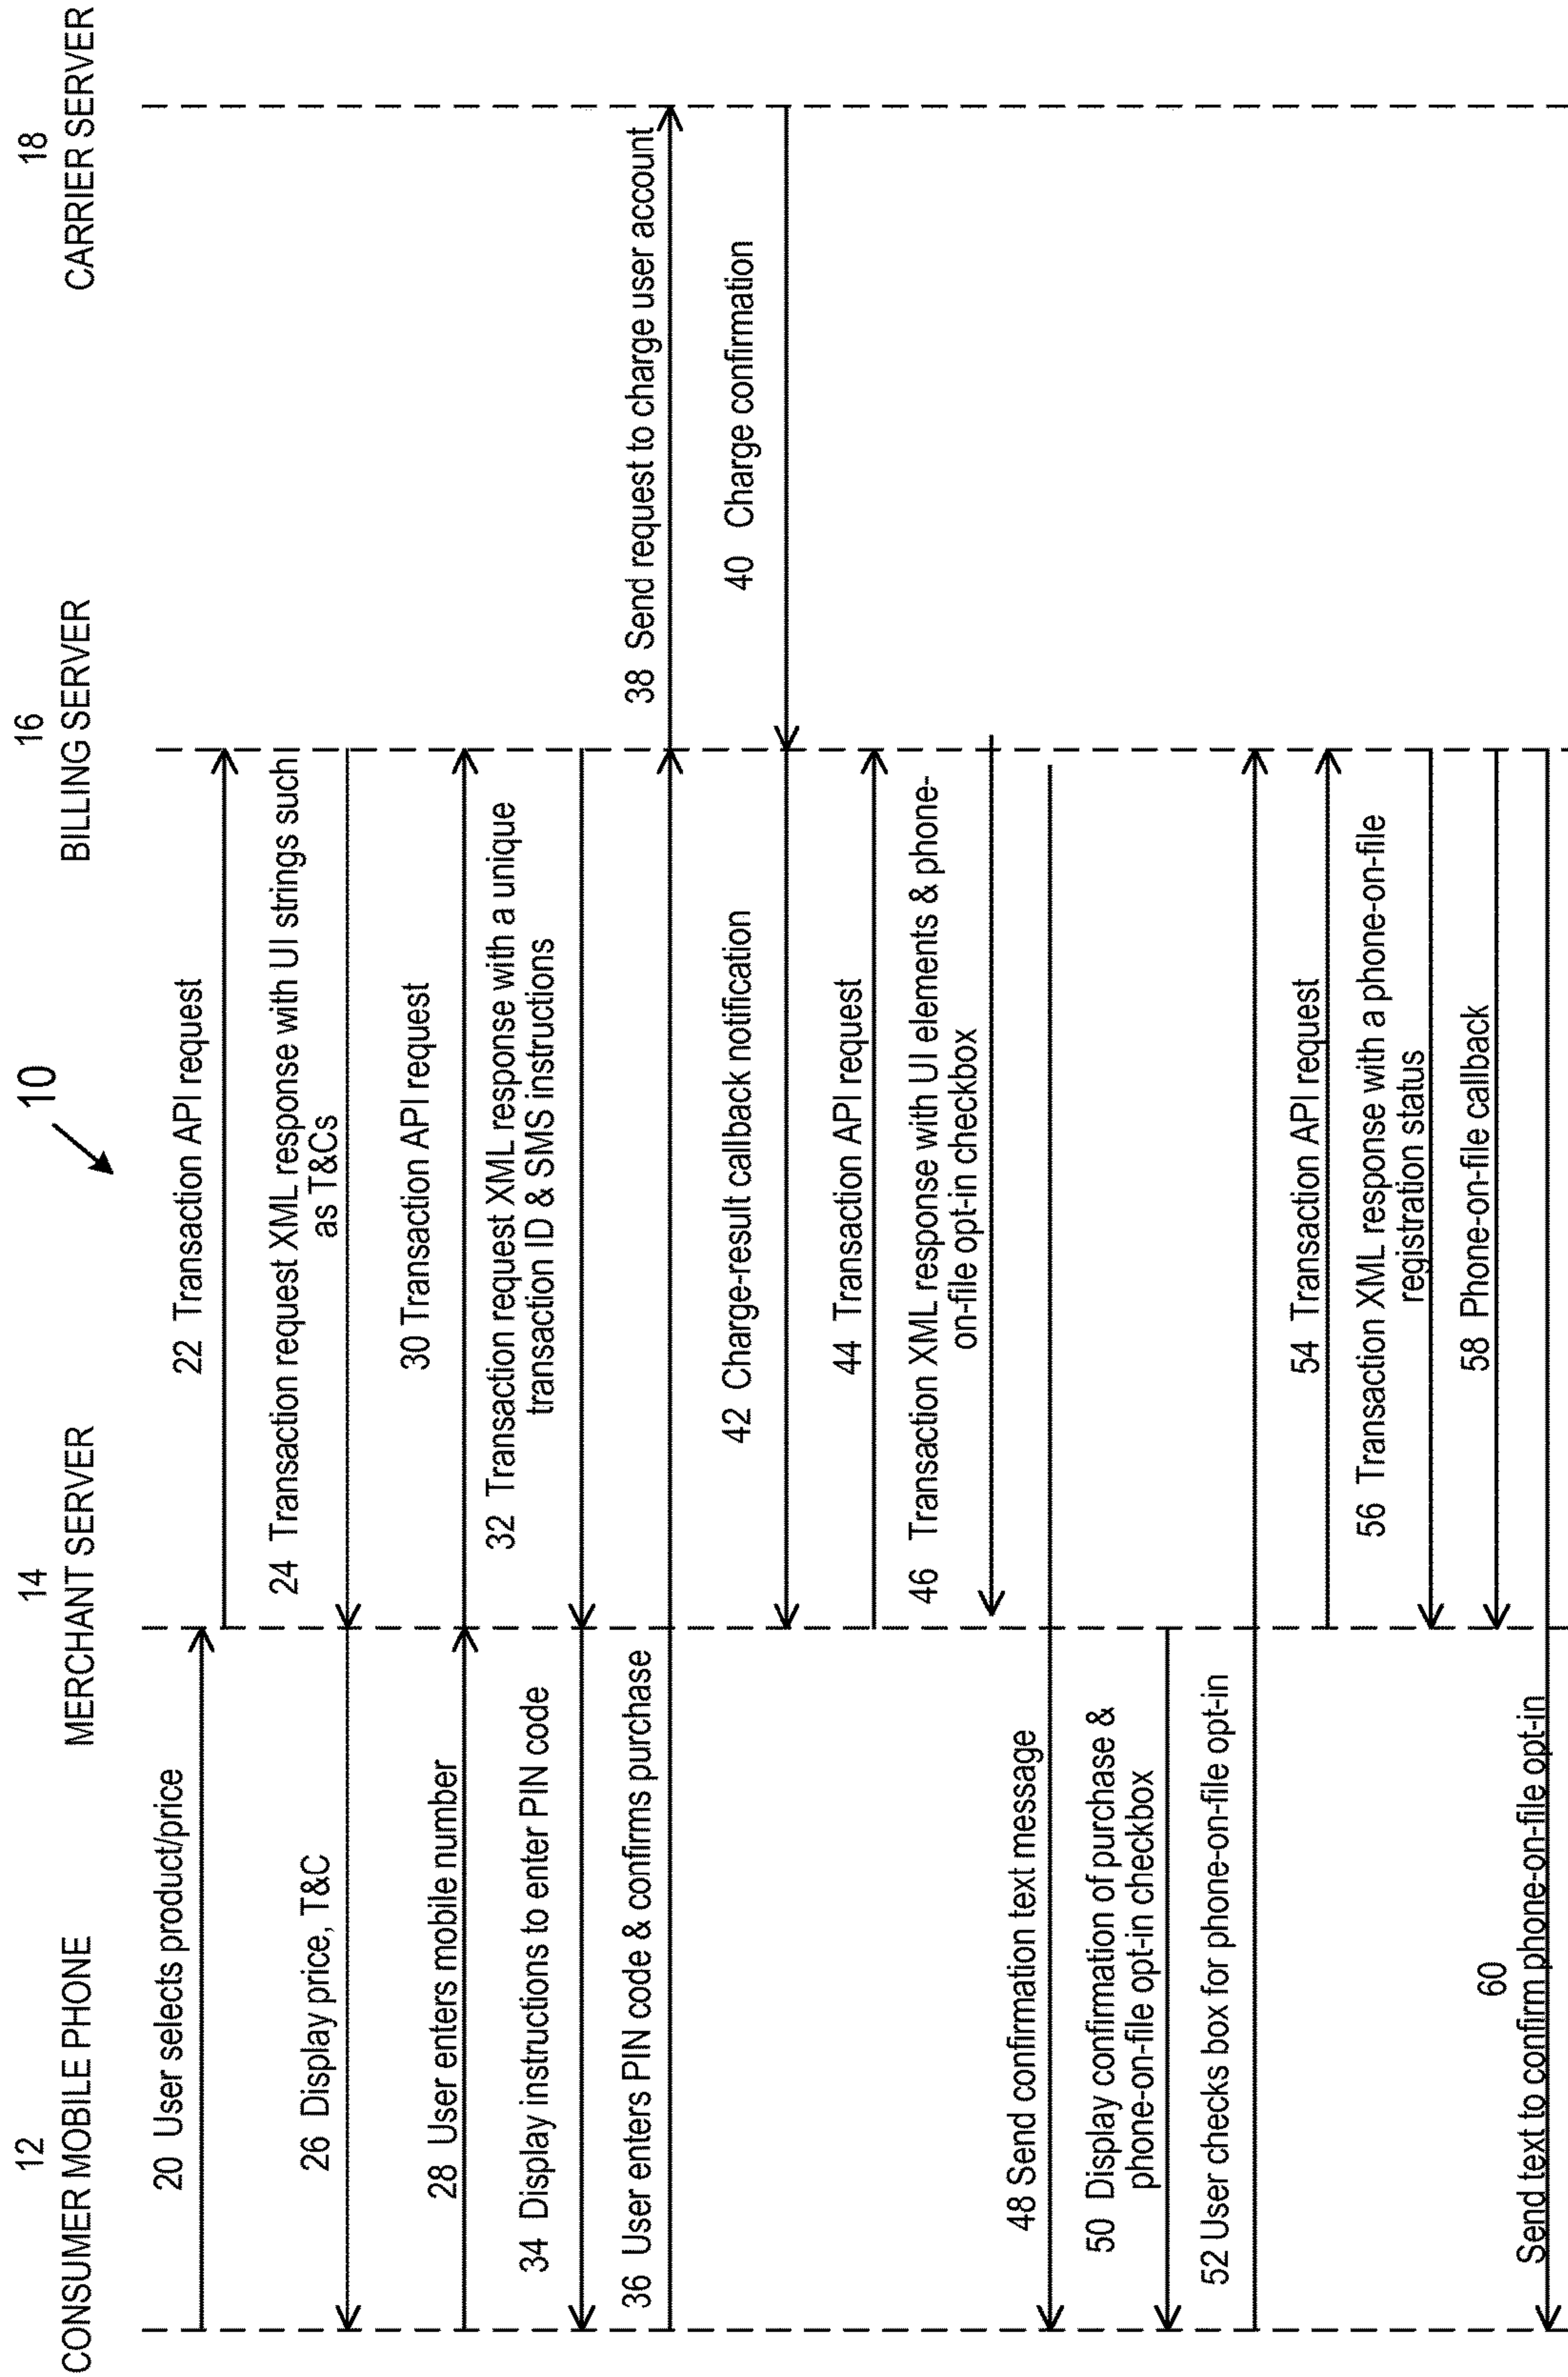 10
12
CONSUMER MOBILE PHONE
14
MERCHANT SERVER
16
BILLING SERVER
18
CARRIER SERVER
20 User selects product/price
22 Transaction API request
24 Transaction request XML response with UI strings such
as T&Cs
26 Display price, T&C
28 User enters mobile number
30 Transaction API request
32 Transaction request XML response with a unique
transaction ID & SMS instructions
34 Display instructions to enter PIN code
36 User enters PIN code & confirms purchase
38 Send request to charge user account
40 Charge confirmation
42 Charge-result callback notification
44 Transaction API request
46 Transaction XML response with UI elements & phone-
on-file opt-in checkbox
48 Send confirmation text message
50 Display confirmation of purchase &
phone-on-file opt-in checkbox
52 User checks box for phone-on-file opt-in
54 Transaction API request
56 Transaction XML response with a phone-on-file
registration status
58 Phone-on-file callback
60
Send text to confirm phone-on-file opt-in